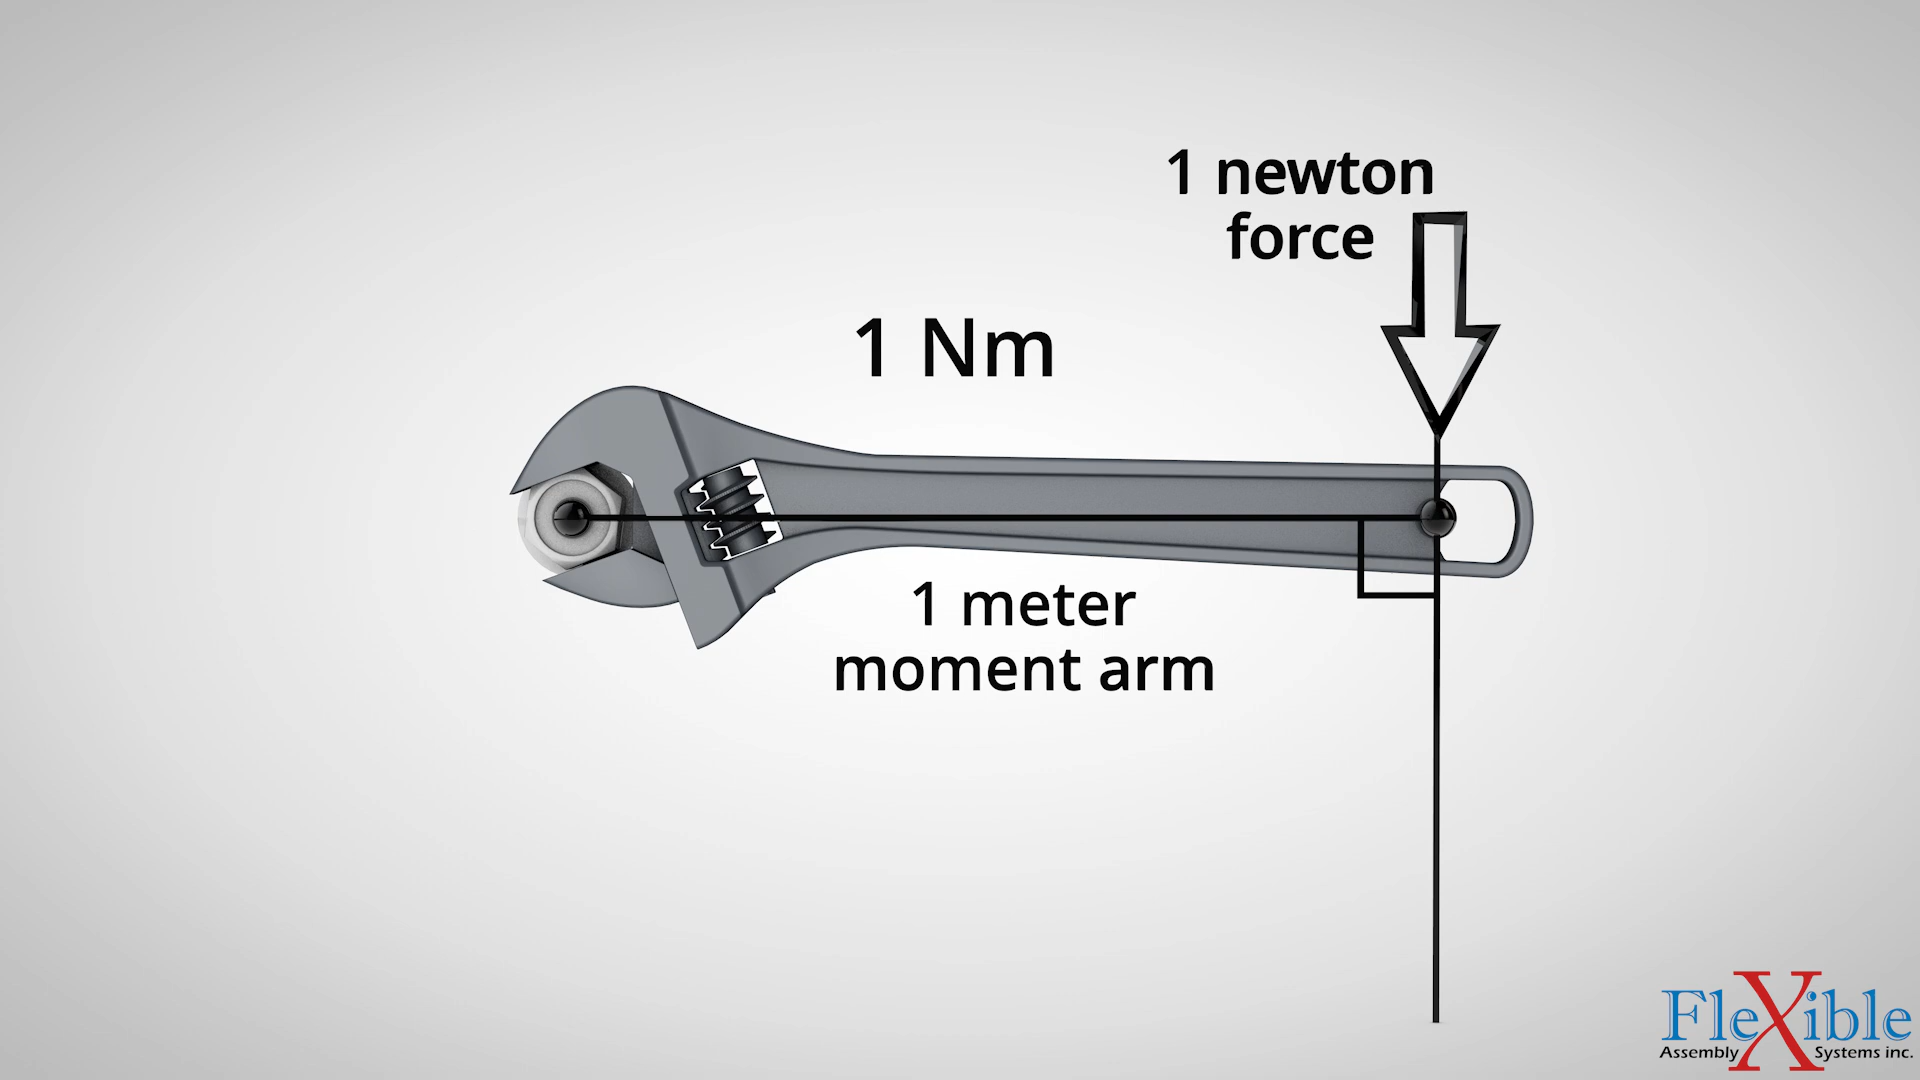 1 newton
force
1 Nm
1 meter
moment arm
FleXible
Assembly Systems inc.